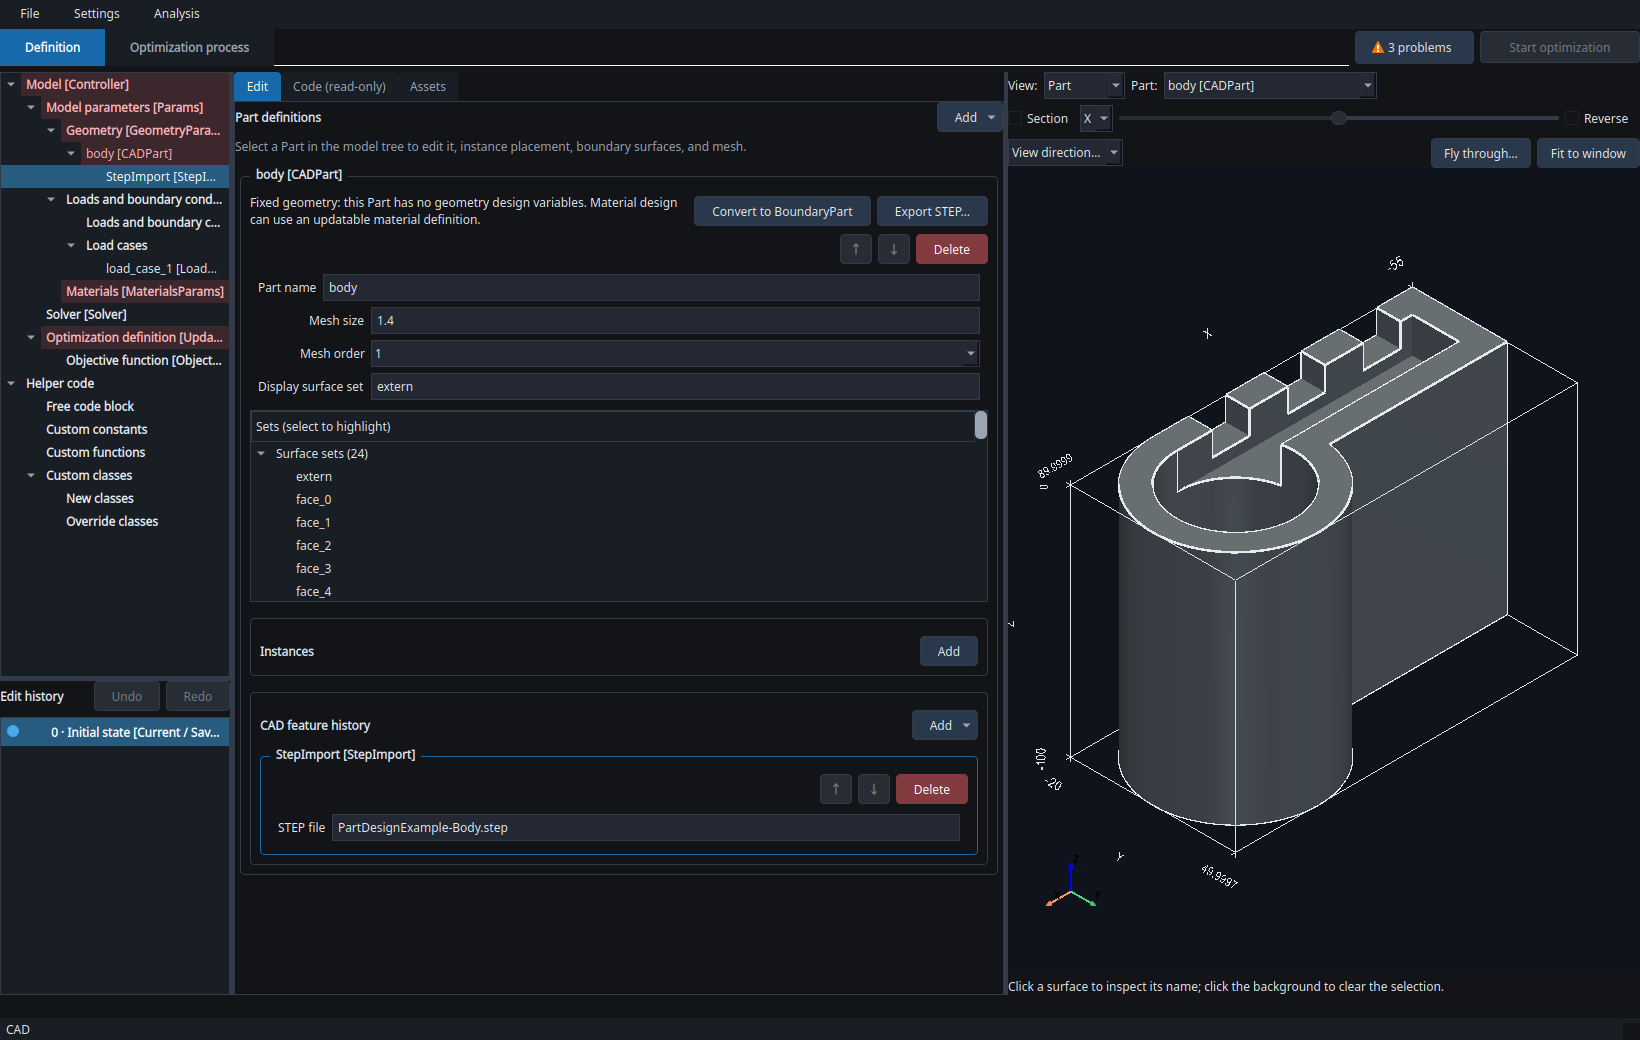 File
Settings
Analysis
Definition
Optimization process
3 problems
Start optimization
Model [Controller]
Model parameters [Params]
Geometry [GeometryPara...
body [CADPart]
StepImport [StepI...
Loads and boundary cond...
Loads and boundary c...
Load cases
load_case_1 [Load...
Materials [MaterialsParams]
Solver [Solver]
Optimization definition [Upda...
Objective function [Object...
Helper code
Free code block
Custom constants
Custom functions
Custom classes
New classes
Override classes
Edit history
Undo
Redo
0 · Initial state [Current / Sav...
Edit
Code (read-only)
Assets
Part definitions
Add
Select a Part in the model tree to edit it, instance placement, boundary surfaces, and mesh.
body [CADPart]
Fixed geometry: this Part has no geometry design variables. Material design
can use an updatable material definition.
Convert to BoundaryPart
Export STEP...
↑
↓
Delete
Part name
body
Mesh size
1.4
Mesh order
1
Display surface set
extern
Sets (select to highlight)
Surface sets (24)
extern
face_0
face_1
face_2
face_3
face_4
Instances
Add
CAD feature history
Add
StepImport [StepImport]
↑
↓
Delete
STEP file
PartDesignExample-Body.step
View:
Part
Part:
body [CADPart]
Section
X
Reverse
View direction...
Fly through...
Fit to window
-55
X
89.9999
0
Z
-100
-20
Y
49.9997
Z
Y
Click a surface to inspect its name; click the background to clear the selection.
CAD